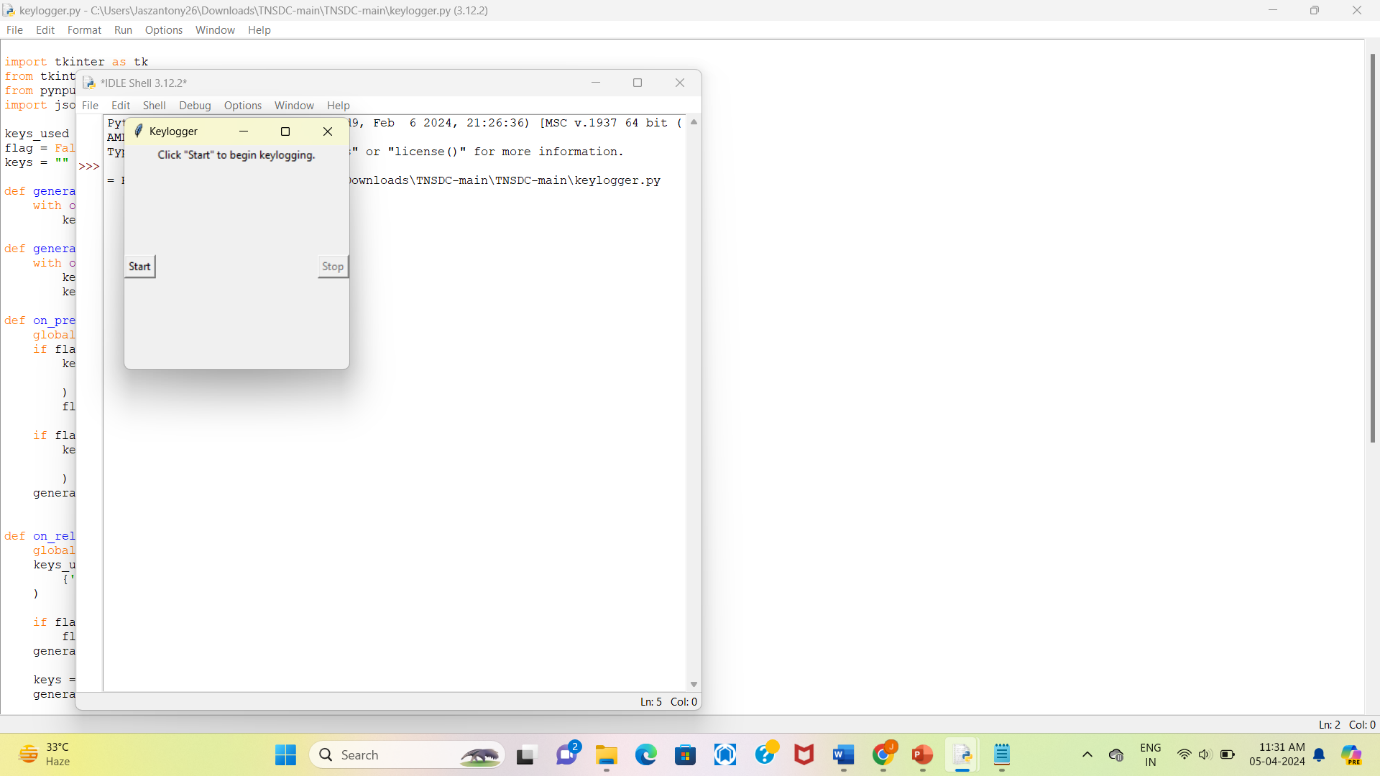 keylogger.py - C:\Users\Jaszantony26\Downloads\TNSDC-main\TNSDC-main\keylogger.py (3.12.2)
File Edit Format Run Options Window Help
import tkinter as tk
from tkint
from pynpu
import jso
keys_used
flag = Fal
keys = ""
def genera
with o
ke
def genera
with o
ke
ke
def on_pre
global
if fla
ke
)
fl
if fla
ke
)
genera
def on_rel
global
keys_u
{'
)
if fla
fl
genera
keys =
genera
*IDLE Shell 3.12.2*
File Edit Shell Debug Options Window Help
Feb 6 2024, 21:26:36) [MSC v.1937 64 bit (
" or "license()" for more information.
>>>
ownloads\TNSDC-main\TNSDC-main\keylogger.py
Ln: 5 Col: 0
Keylogger
Click "Start" to begin keylogging.
Start Stop
Ln: 2 Col: 0
33°C
Haze
Search
2
J
PRE
ENG
IN
11:31 AM
05-04-2024